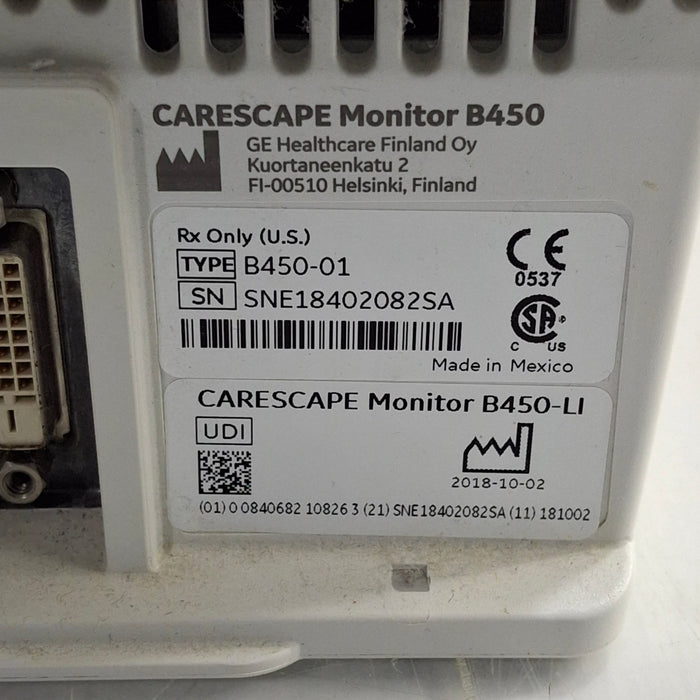 CARESCAPE Monitor B450
GE Healthcare Finland Oy
Kuortaneenkatu 2
FI-00510 Helsinki, Finland
Rx Only (U.S.)
TYPE B450-01
SN SNE18402082SA
CE
0537
SA®
C US
Made in Mexico
CARESCAPE Monitor B450-LI
UDI
2018-10-02
(01) 0 0840682 10826 3 (21) SNE18402082SA (11) 181002